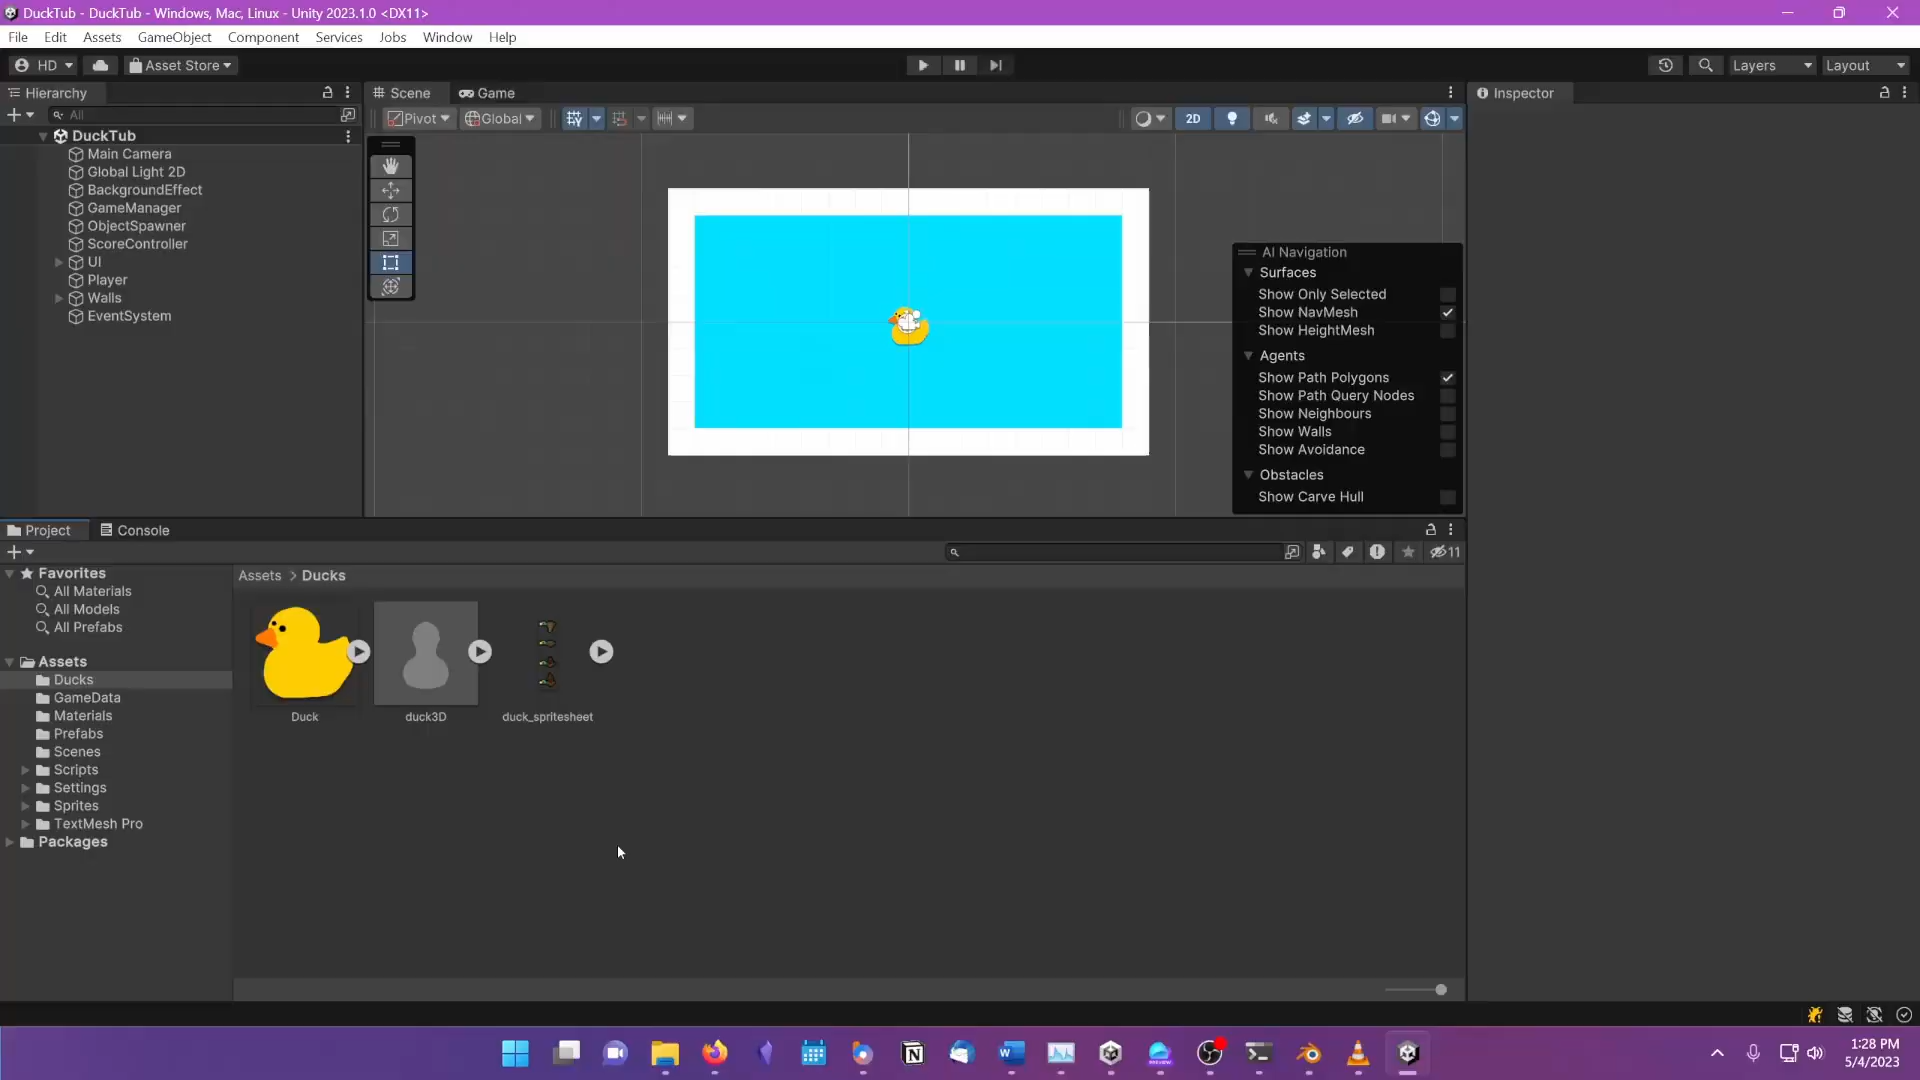 DuckTub - DuckTub - Windows, Mac, Linux - Unity 2023.1.0 <DX11>
File Edit Assets GameObject Component Services Jobs Window Help
HD Asset Store Layers Layout
Hierarchy
All
DuckTub
Main Camera
Global Light 2D
BackgroundEffect
GameManager
ObjectSpawner
ScoreController
UI
Player
Walls
EventSystem
Scene Game
Pivot Global 2D
AI Navigation
Surfaces
Show Only Selected
Show NavMesh
Show HeightMesh
Agents
Show Path Polygons
Show Path Query Nodes
Show Neighbours
Show Walls
Show Avoidance
Obstacles
Show Carve Hull
Inspector
Project Console
11
Favorites
All Materials
All Models
All Prefabs
Assets
Ducks
GameData
Materials
Prefabs
Scenes
Scripts
Settings
Sprites
TextMesh Pro
Packages
Assets > Ducks
Duck duck3D duck_spritesheet
1:28 PM
5/4/2023